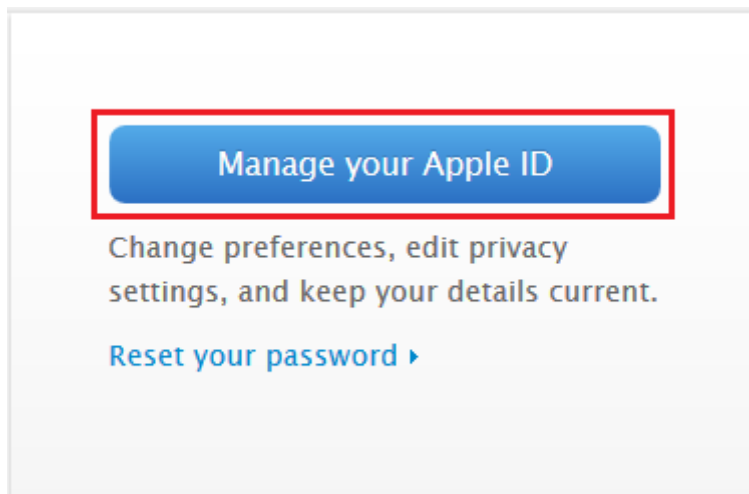 Manage your Apple ID
Change preferences, edit privacy
settings, and keep your details current.
Reset your password